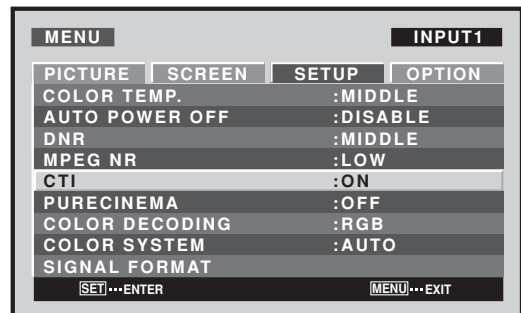 MENU INPUT1
PICTURE SCREEN SETUP OPTION
COLOR TEMP. :MIDDLE
AUTO POWER OFF :DISABLE
DNR :MIDDLE
MPEG NR :LOW
CTI :ON
PURECINEMA :OFF
COLOR DECODING :RGB
COLOR SYSTEM :AUTO
SIGNAL FORMAT
SET···ENTER MENU···EXIT